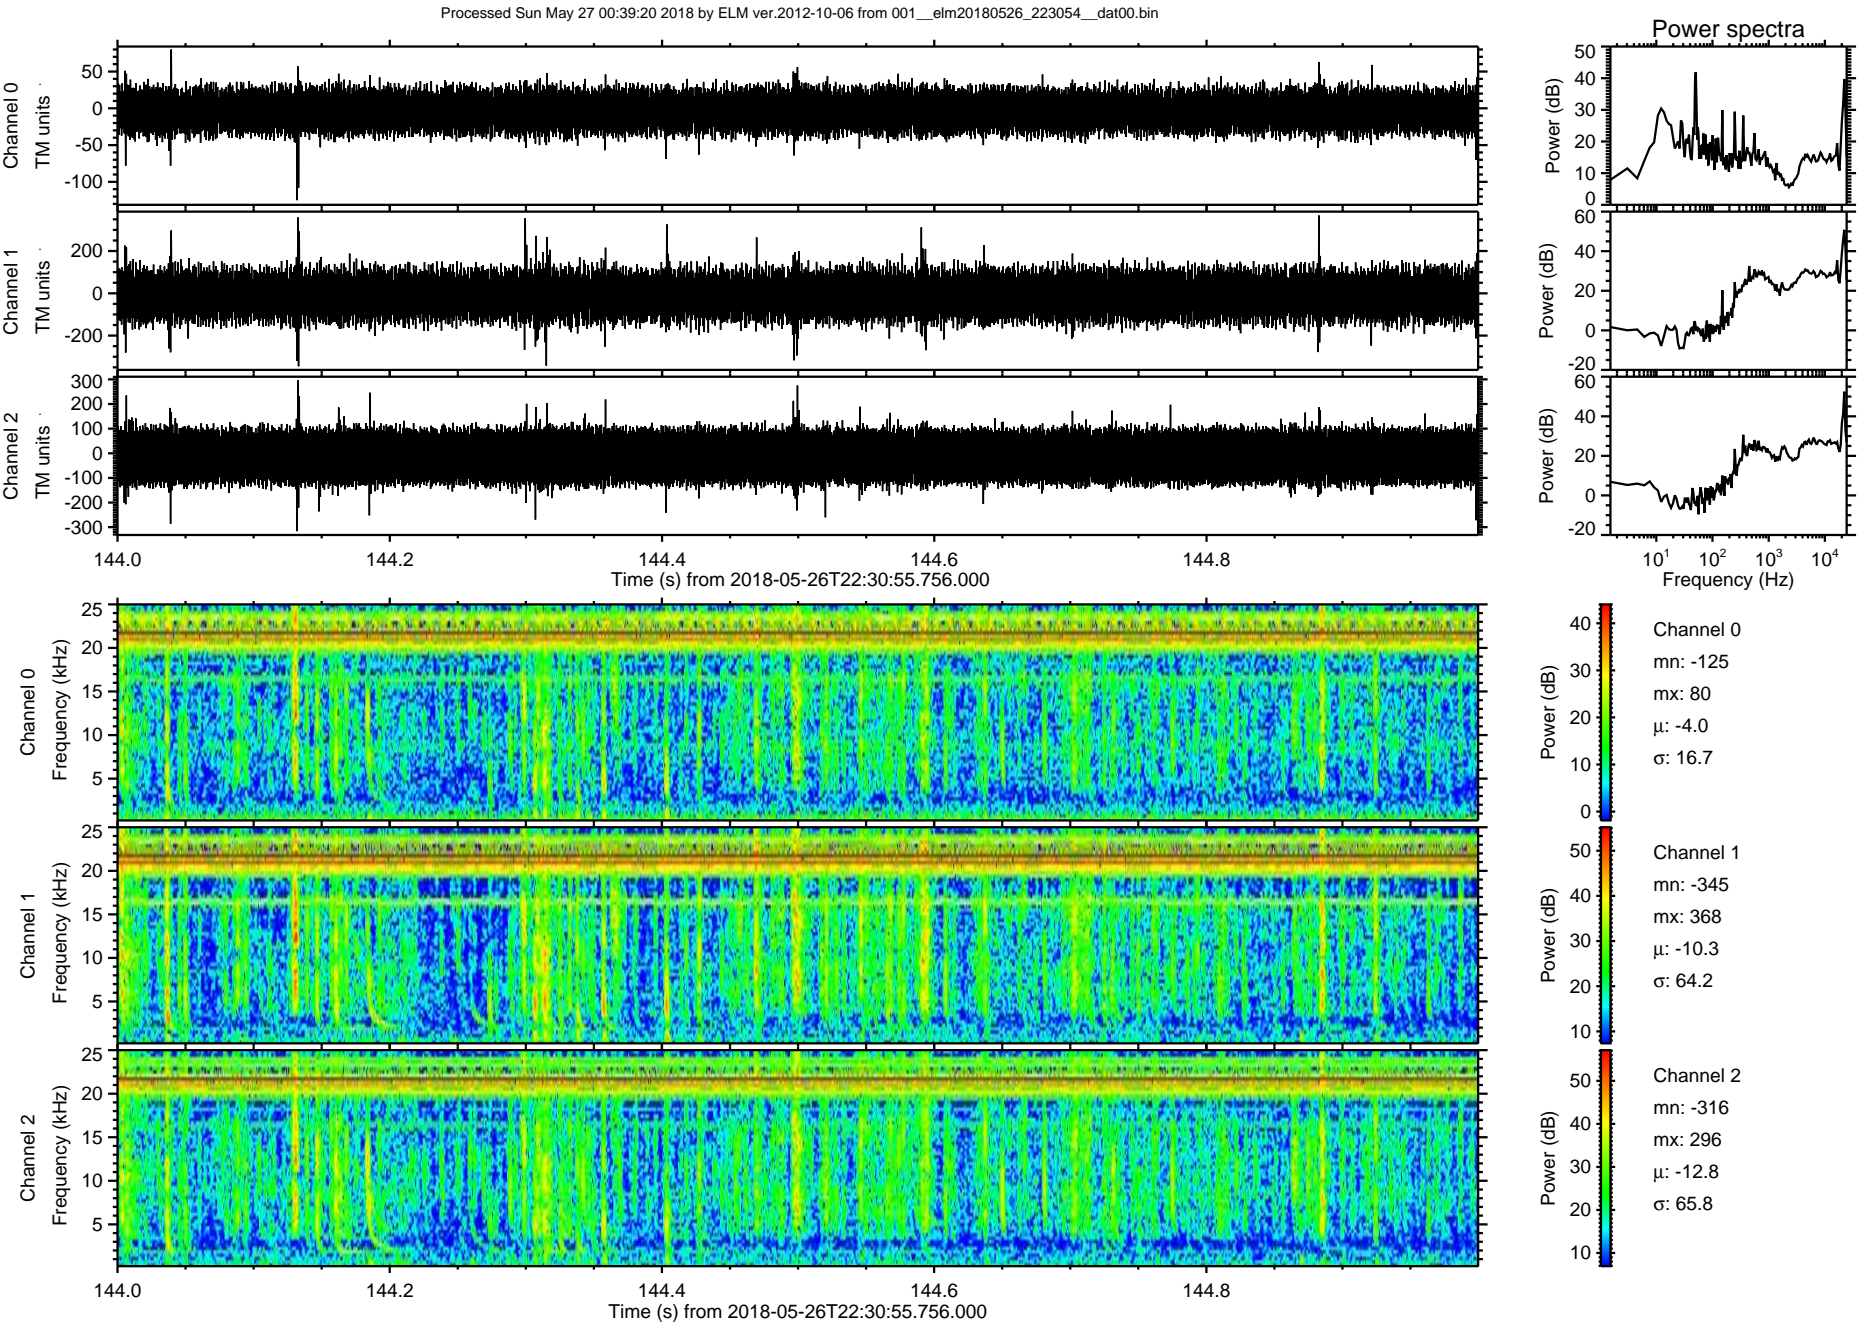 Processed Sun May 27 00:39:20 2018 by ELM ver.2012-10-06 from 001__elm20180526_223054__dat00.bin
Power spectra
Channel 0
TM units
50
0
-50
-100
Power (dB)
50
40
30
20
10
0
Channel 1
TM units
200
0
-200
Power (dB)
60
40
20
0
-20
Channel 2
TM units
300
200
100
0
-100
-200
-300
Power (dB)
60
40
20
0
-20
144.0 144.2 144.4 144.6 144.8
Time (s) from 2018-05-26T22:30:55.756.000
10¹ 10² 10³ 10⁴
Frequency (Hz)
Channel 0
Frequency (kHz)
25
20
15
10
5
Power (dB)
40
30
20
10
0
Channel 0
mn: -125
mx: 80
μ: -4.0
σ: 16.7
Channel 1
Frequency (kHz)
25
20
15
10
5
Power (dB)
50
40
30
20
10
Channel 1
mn: -345
mx: 368
μ: -10.3
σ: 64.2
Channel 2
Frequency (kHz)
25
20
15
10
5
Power (dB)
50
40
30
20
10
Channel 2
mn: -316
mx: 296
μ: -12.8
σ: 65.8
144.0 144.2 144.4 144.6 144.8
Time (s) from 2018-05-26T22:30:55.756.000